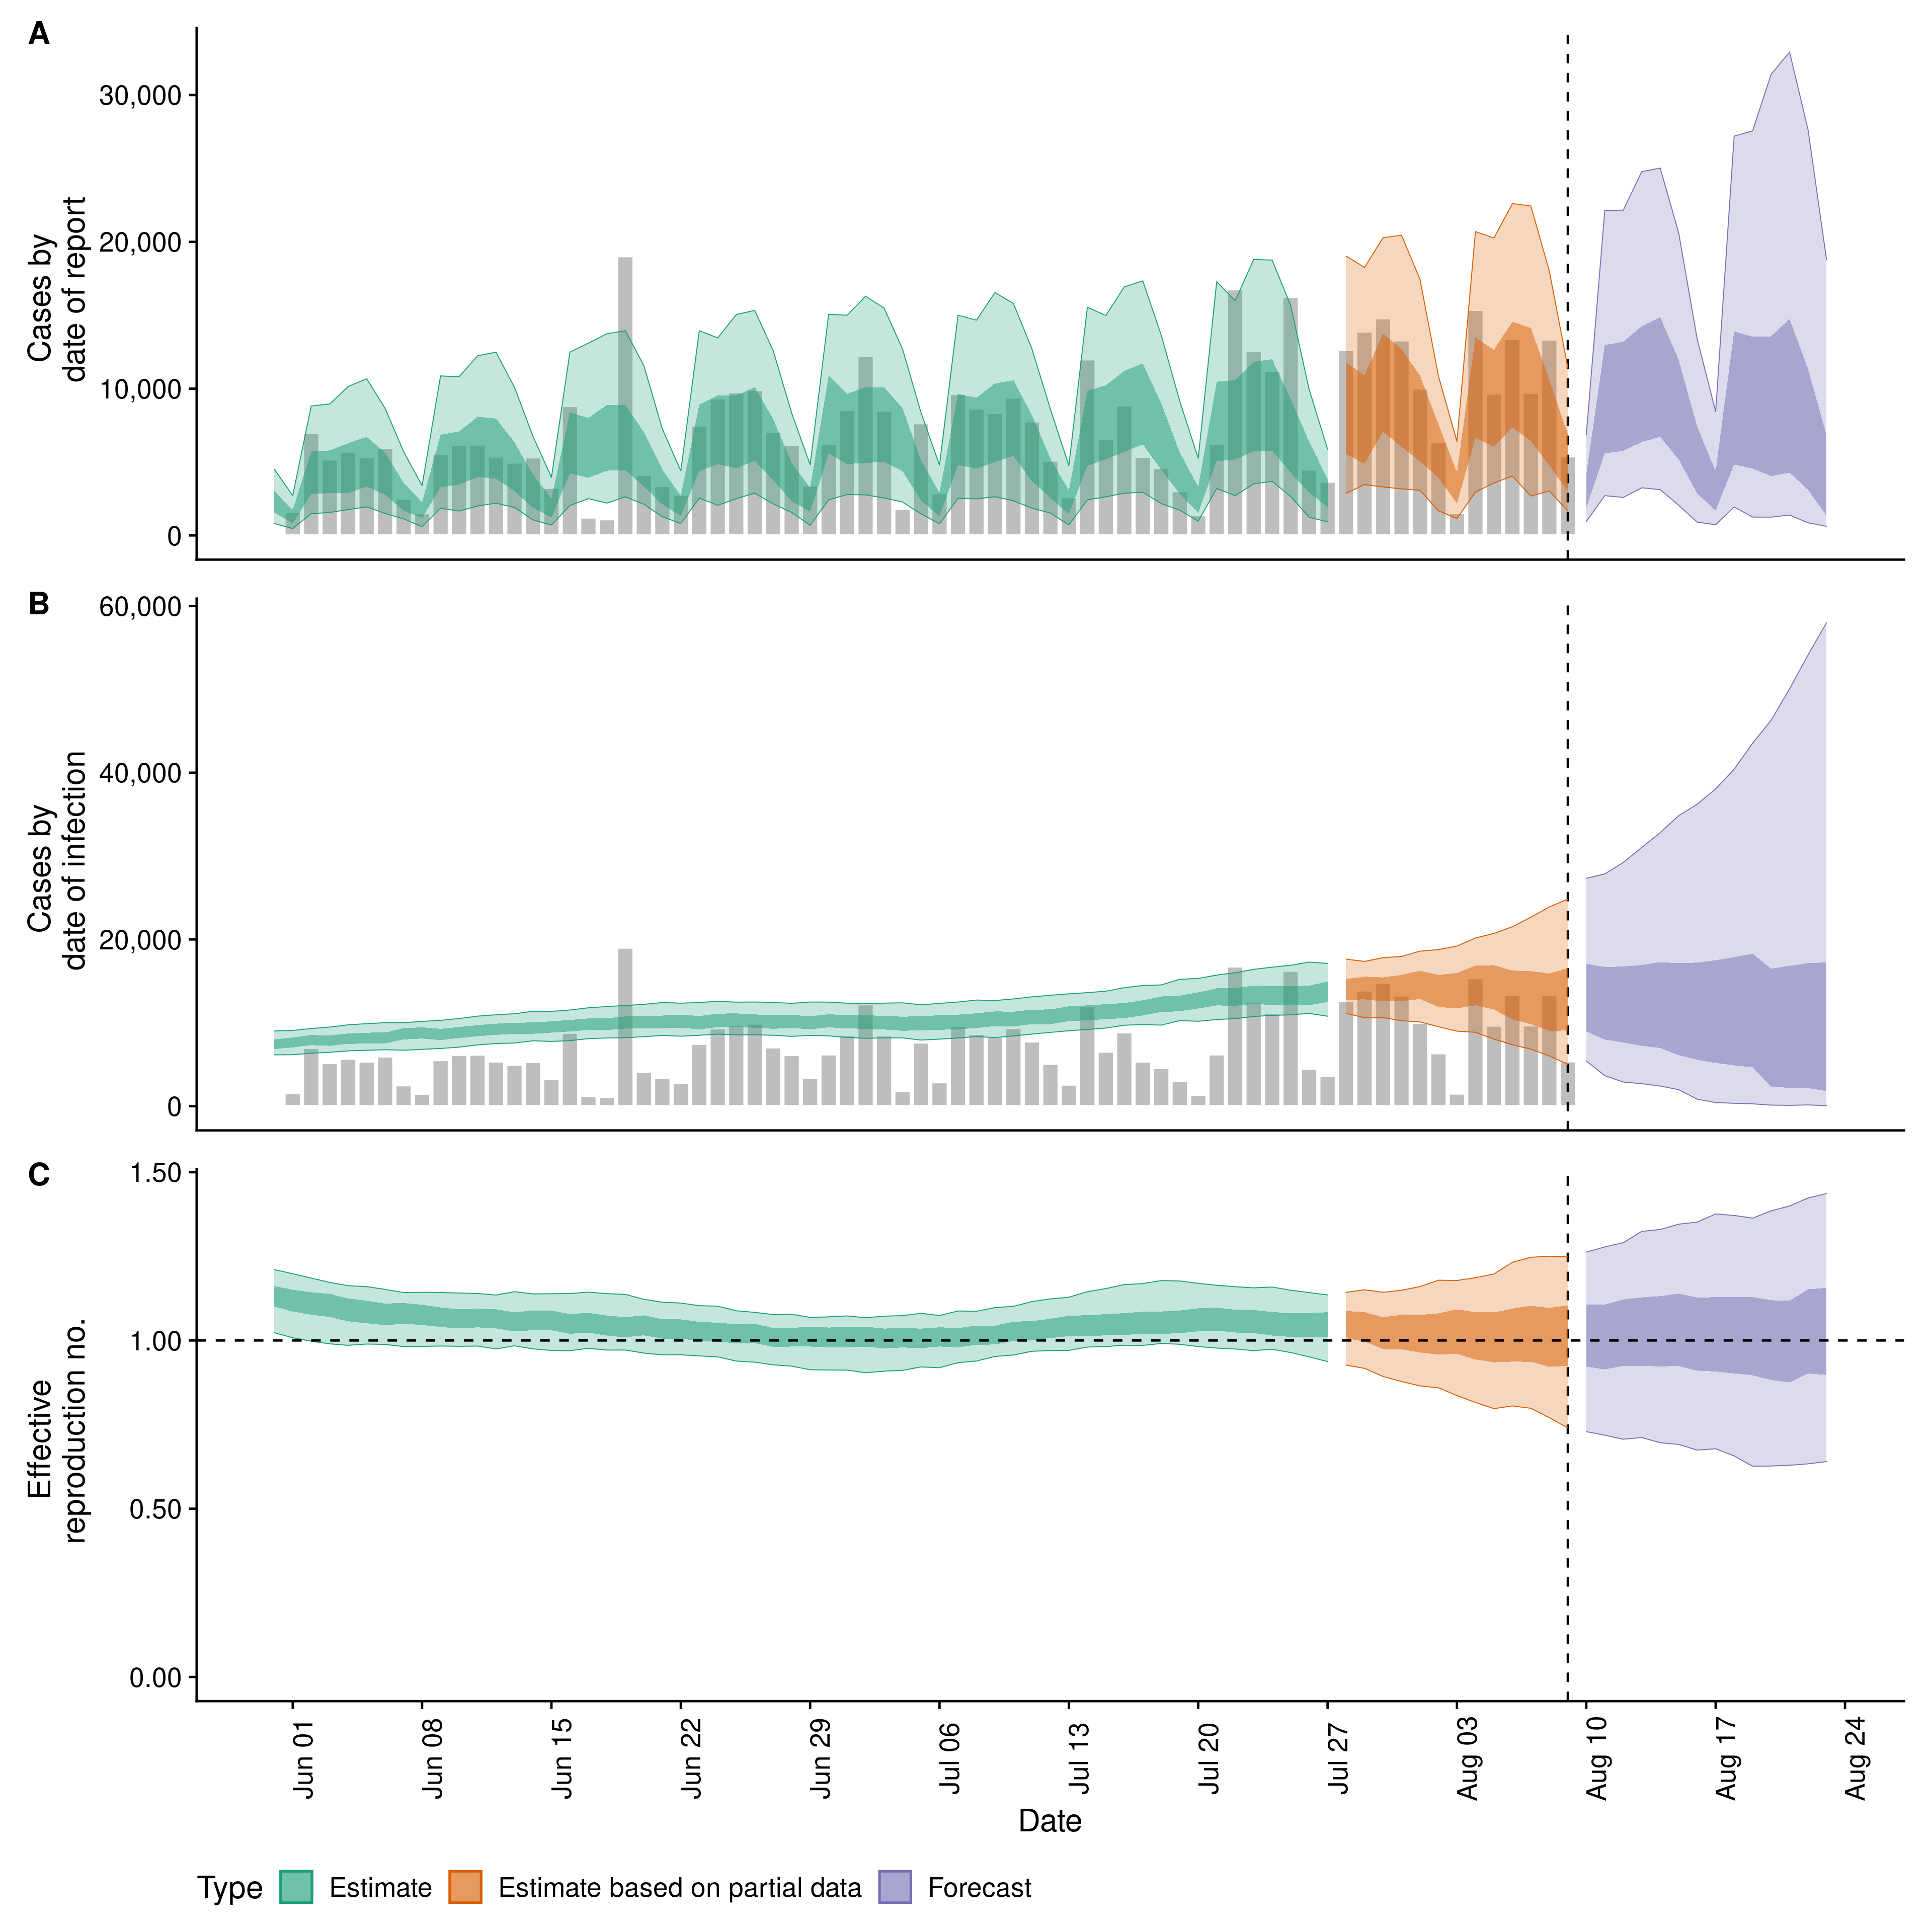 A
30,000
20,000
10,000
0
Cases by
date of report
B
60,000
40,000
20,000
0
Cases by
date of infection
C
1.50
1.00
0.50
0.00
Effective
reproduction no.
Jun 01
Jun 08
Jun 15
Jun 22
Jun 29
Jul 06
Jul 13
Jul 20
Jul 27
Aug 03
Aug 10
Aug 17
Aug 24
Date
Type Estimate Estimate based on partial data Forecast